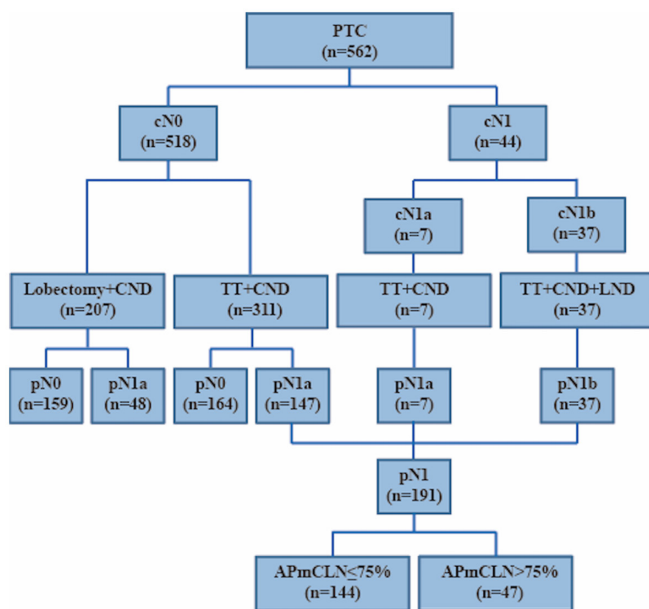 PTC
(n=562)
cN0
(n=518)
cN1
(n=44)
cN1a
(n=7)
cN1b
(n=37)
Lobectomy+CND
(n=207)
TT+CND
(n=311)
TT+CND
(n=7)
TT+CND+LND
(n=37)
pN0
(n=159)
pN1a
(n=48)
pN0
(n=164)
pN1a
(n=147)
pN1a
(n=7)
pN1b
(n=37)
pN1
(n=191)
APmCLN≤75%
(n=144)
APmCLN>75%
(n=47)